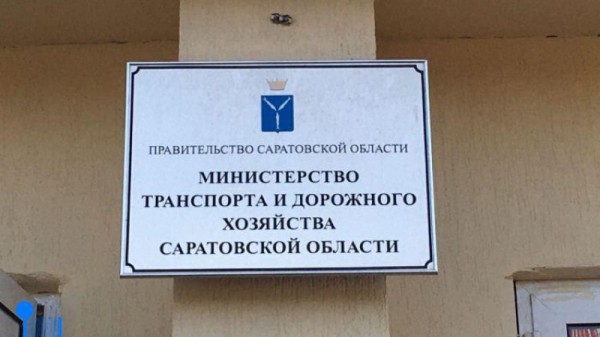 ПРАВИТЕЛЬСТВО САРАТОВСКОЙ ОБЛАСТИ
МИНИСТЕРСТВО
ТРАНСПОРТА И ДОРОЖНОГО
ХОЗЯЙСТВА
САРАТОВСКОЙ ОБЛАСТИ